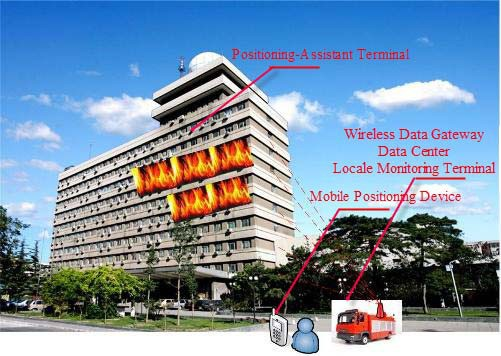 Positioning-Assistant Terminal
Wireless Data Gateway
Data Center
Locale Monitoring Terminal
Mobile Positioning Device